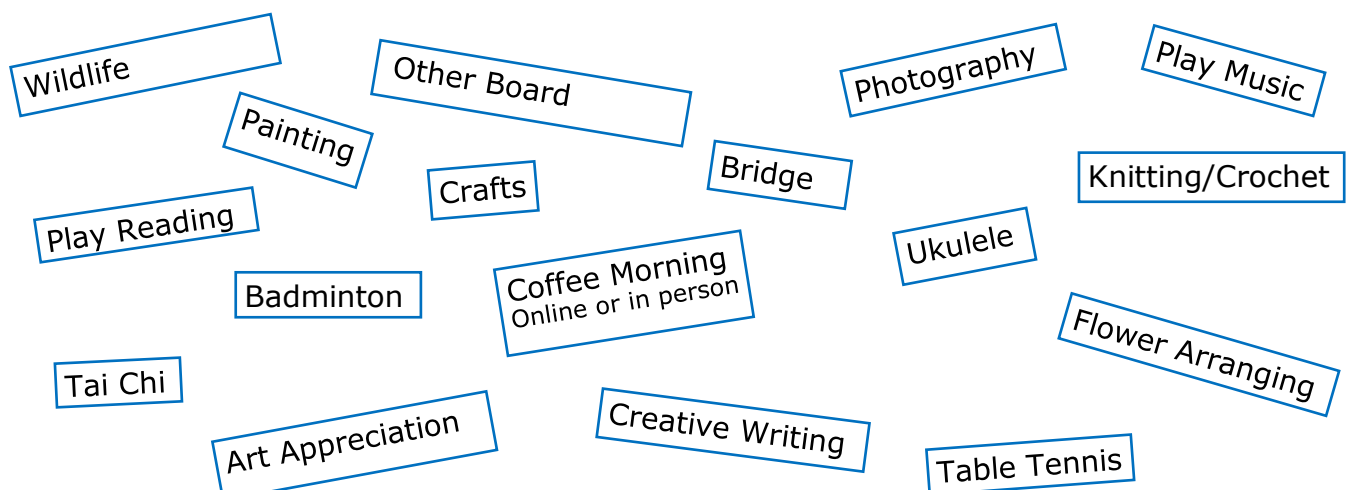 Wildlife
Other Board
Photography
Play Music
Painting
Crafts
Bridge
Knitting/Crochet
Play Reading
Ukulele
Badminton
Coffee Morning
Online or in person
Flower Arranging
Tai Chi
Art Appreciation
Creative Writing
Table Tennis